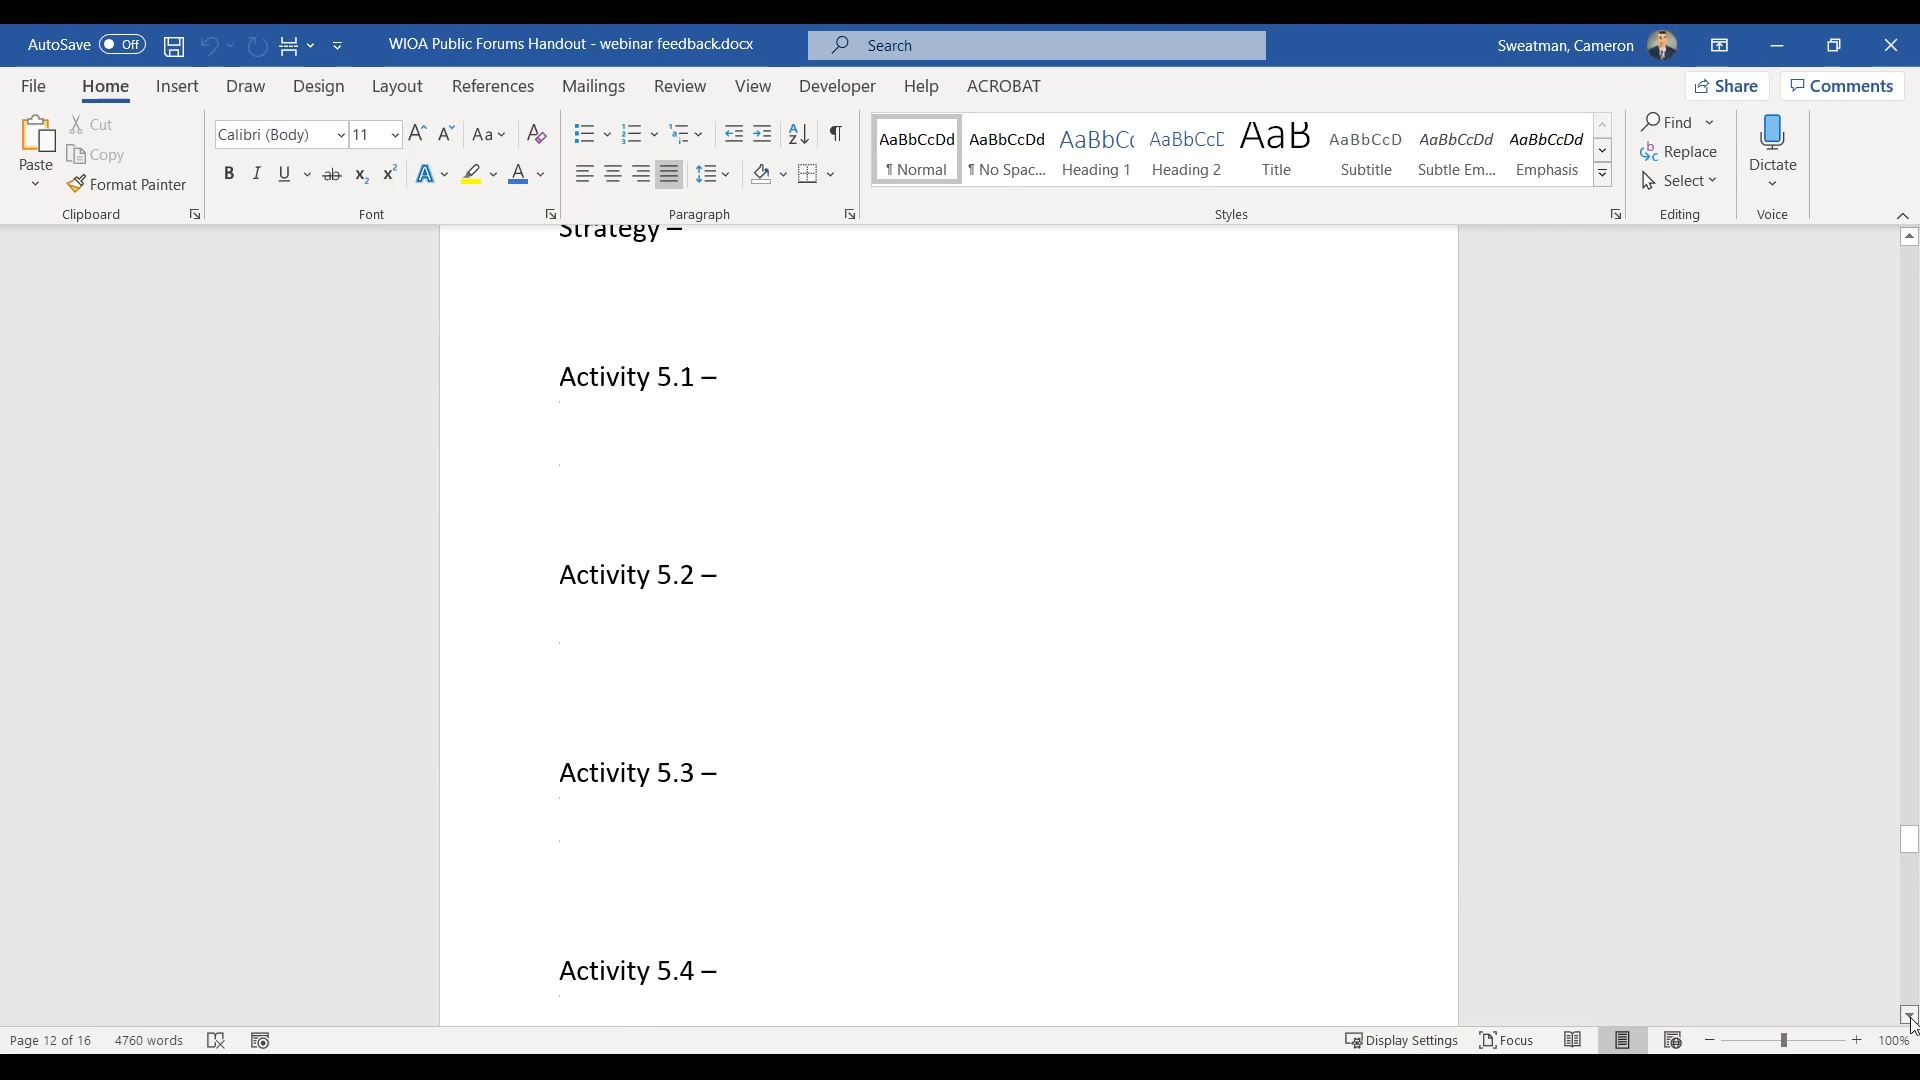 AutoSave Off WIOA Public Forums Handout - webinar feedback.docx Search Sweatman, Cameron
File Home Insert Draw Design Layout References Mailings Review View Developer Help ACROBAT Share Comments
Paste
Cut
Copy
Format Painter
Clipboard
Calibri (Body) 11
Font
Paragraph
AaBbCcDd AaBbCcDd AaBbC AaBbCcD AaB AaBbCcD AaBbCcDd AaBbCcDd
¶ Normal ¶ No Spac... Heading 1 Heading 2 Title Subtitle Subtle Em... Emphasis
Styles
Find
Replace
Select
Editing
Dictate
Voice
Strategy –
Activity 5.1 –
Activity 5.2 –
Activity 5.3 –
Activity 5.4 –
Page 12 of 16 4760 words Display Settings Focus 100%